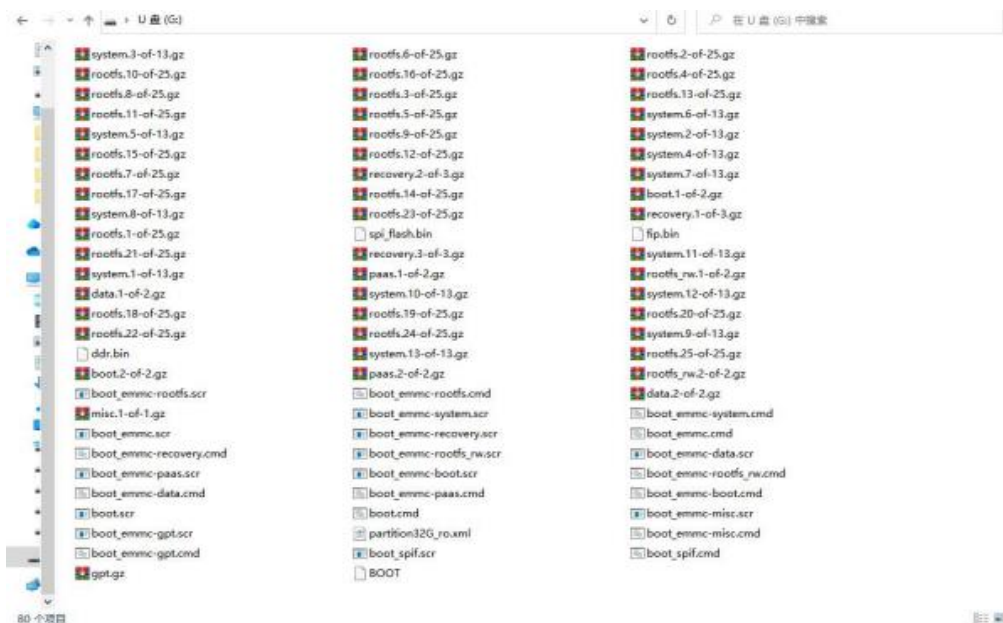 U 盘 (G:)
在 U 盘 (G:) 中搜索
system.3-of-13.gz rootfs.6-of-25.gz rootfs.2-of-25.gz
rootfs.10-of-25.gz rootfs.16-of-25.gz rootfs.4-of-25.gz
rootfs.8-of-25.gz rootfs.3-of-25.gz rootfs.13-of-25.gz
rootfs.11-of-25.gz rootfs.5-of-25.gz system.6-of-13.gz
system.5-of-13.gz rootfs.9-of-25.gz system.2-of-13.gz
rootfs.15-of-25.gz rootfs.12-of-25.gz system.4-of-13.gz
rootfs.7-of-25.gz recovery.2-of-3.gz system.7-of-13.gz
rootfs.17-of-25.gz rootfs.14-of-25.gz boot.1-of-2.gz
system.8-of-13.gz rootfs.23-of-25.gz recovery.1-of-3.gz
rootfs.1-of-25.gz spi_flash.bin fip.bin
rootfs.21-of-25.gz recovery.3-of-3.gz system.11-of-13.gz
system.1-of-13.gz paas.1-of-2.gz rootfs_rw.1-of-2.gz
data.1-of-2.gz system.10-of-13.gz system.12-of-13.gz
rootfs.18-of-25.gz rootfs.19-of-25.gz rootfs.20-of-25.gz
rootfs.22-of-25.gz rootfs.24-of-25.gz system.9-of-13.gz
ddr.bin system.13-of-13.gz rootfs.25-of-25.gz
boot.2-of-2.gz paas.2-of-2.gz rootfs_rw.2-of-2.gz
boot_emmc-rootfs.scr boot_emmc-rootfs.cmd data.2-of-2.gz
misc.1-of-1.gz boot_emmc-system.scr boot_emmc-system.cmd
boot_emmc.scr boot_emmc-recovery.scr boot_emmc.cmd
boot_emmc-recovery.cmd boot_emmc-rootfs_rw.scr boot_emmc-data.scr
boot_emmc-paas.scr boot_emmc-boot.scr boot_emmc-rootfs_rw.cmd
boot_emmc-data.cmd boot_emmc-paas.cmd boot_emmc-boot.cmd
boot.scr boot.cmd boot_emmc-misc.scr
boot_emmc-gpt.scr partition32G_ro.xml boot_emmc-misc.cmd
boot_emmc-gpt.cmd boot_spif.scr boot_spif.cmd
gpt.gz BOOT
80 个项目